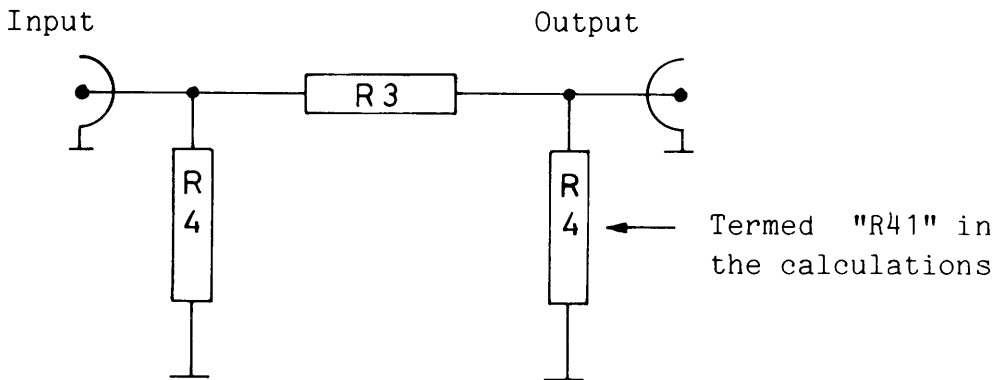 Input
Output
R3
R
4
R
4
Termed "R41" in
the calculations